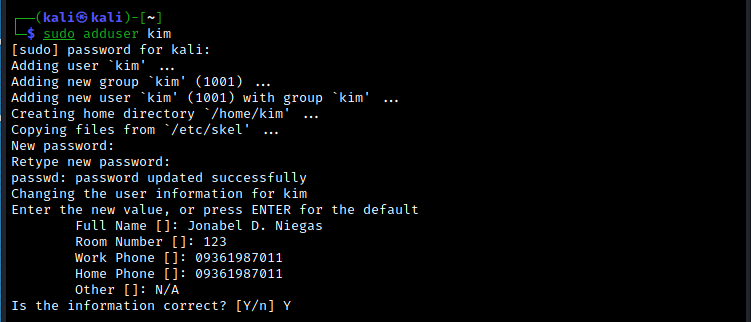 ┌──(kali㉿kali)-[~]
└─$ sudo adduser kim
[sudo] password for kali:
Adding user `kim' ...
Adding new group `kim' (1001) ...
Adding new user `kim' (1001) with group `kim' ...
Creating home directory `/home/kim' ...
Copying files from `/etc/skel' ...
New password:
Retype new password:
passwd: password updated successfully
Changing the user information for kim
Enter the new value, or press ENTER for the default
Full Name []: Jonabel D. Niegas
Room Number []: 123
Work Phone []: 09361987011
Home Phone []: 09361987011
Other []: N/A
Is the information correct? [Y/n] Y